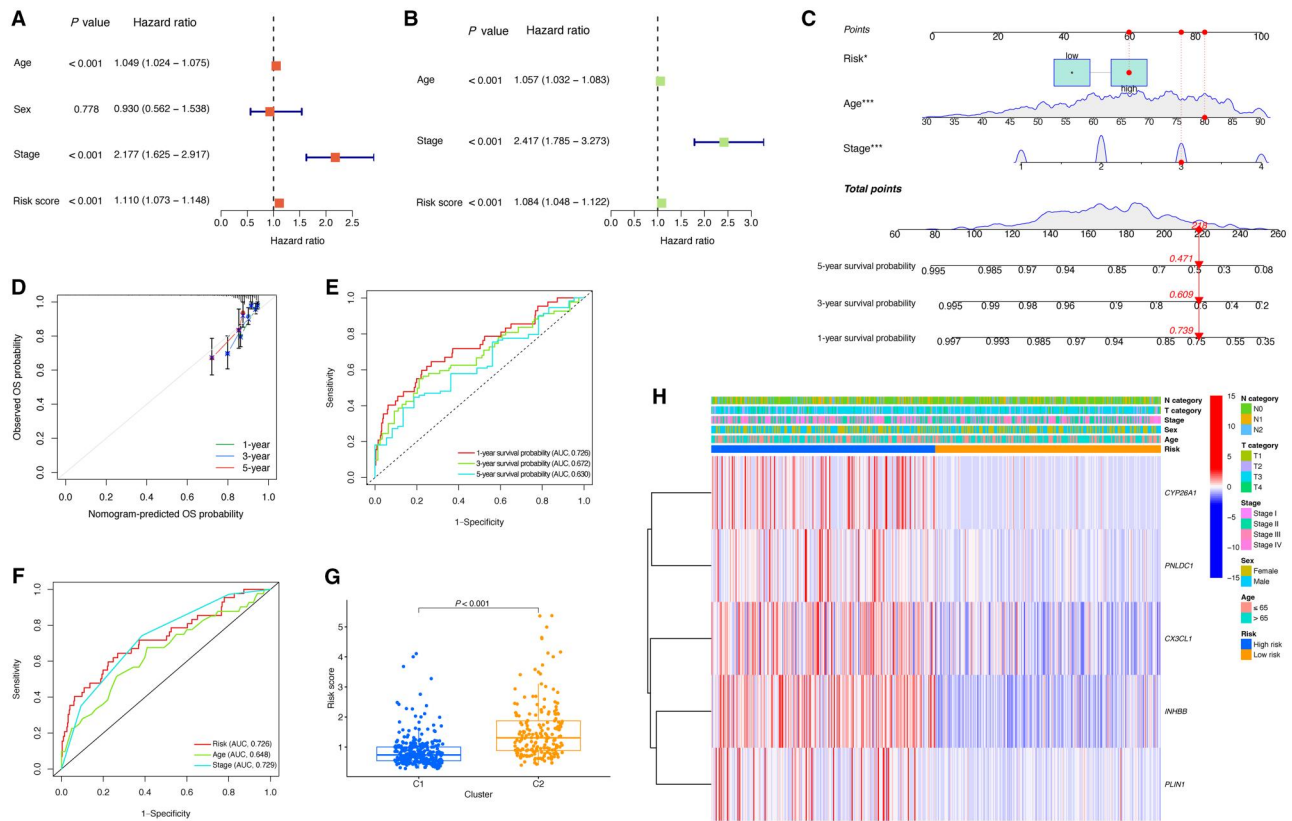 A
P value Hazard ratio
Age < 0.001 1.049 (1.024 − 1.075)
Sex 0.778 0.930 (0.562 − 1.538)
Stage < 0.001 2.177 (1.625 − 2.917)
Risk score < 0.001 1.110 (1.073 − 1.148)
0.0 0.5 1.0 1.5 2.0 2.5
Hazard ratio
B
P value Hazard ratio
Age < 0.001 1.057 (1.032 − 1.083)
Stage < 0.001 2.417 (1.785 − 3.273)
Risk score < 0.001 1.084 (1.048 − 1.122)
0.0 0.5 1.0 1.5 2.0 2.5 3.0
Hazard ratio
C
Points
0 20 40 60 80 100
Risk*
low
high
Age***
30 35 40 45 50 55 60 65 70 75 80 85 90
Stage***
1 2 3 4
Total points
218
60 80 100 120 140 160 180 200 220 240 260
0.471
5-year survival probability
0.995 0.985 0.97 0.94 0.85 0.7 0.5 0.3 0.08
0.609
3-year survival probability
0.995 0.99 0.98 0.96 0.9 0.8 0.6 0.4 0.2
0.739
1-year survival probability
0.997 0.993 0.985 0.97 0.94 0.85 0.75 0.55 0.35
D
Observed OS probability
1.0
0.8
0.6
0.4
0.2
0.0
1-year
3-year
5-year
0.0 0.2 0.4 0.6 0.8 1.0
Nomogram-predicted OS probability
E
Sensitivity
1.0
0.8
0.6
0.4
0.2
0.0
1-year survival probability (AUC, 0.726)
3-year survival probability (AUC, 0.672)
5-year survival probability (AUC, 0.630)
0.0 0.2 0.4 0.6 0.8 1.0
1-Specificity
F
Sensitivity
1.0
0.8
0.6
0.4
0.2
0.0
Risk (AUC, 0.726)
Age (AUC, 0.648)
Stage (AUC, 0.729)
0.0 0.2 0.4 0.6 0.8 1.0
1−Specificity
G
P < 0.001
Risk score
5
4
3
2
1
C1 C2
Cluster
H
N category
T category
Stage
Sex
Age
Risk
CYP26A1
PNLDC1
CX3CL1
INHBB
PLIN1
15
10
5
0
−5
−10
−15
N category
N0
N1
N2
T category
T1
T2
T3
T4
Stage
Stage I
Stage II
Stage III
Stage IV
Sex
Female
Male
Age
≤ 65
> 65
Risk
High risk
Low risk